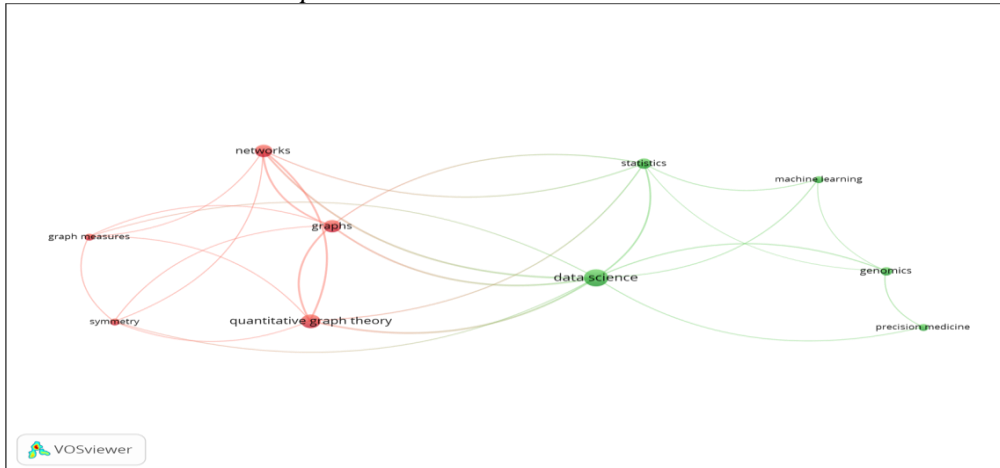 networks
statistics
machine learning
graphs
graph measures
genomics
data science
quantitative graph theory
symmetry
precision medicine
VOSviewer